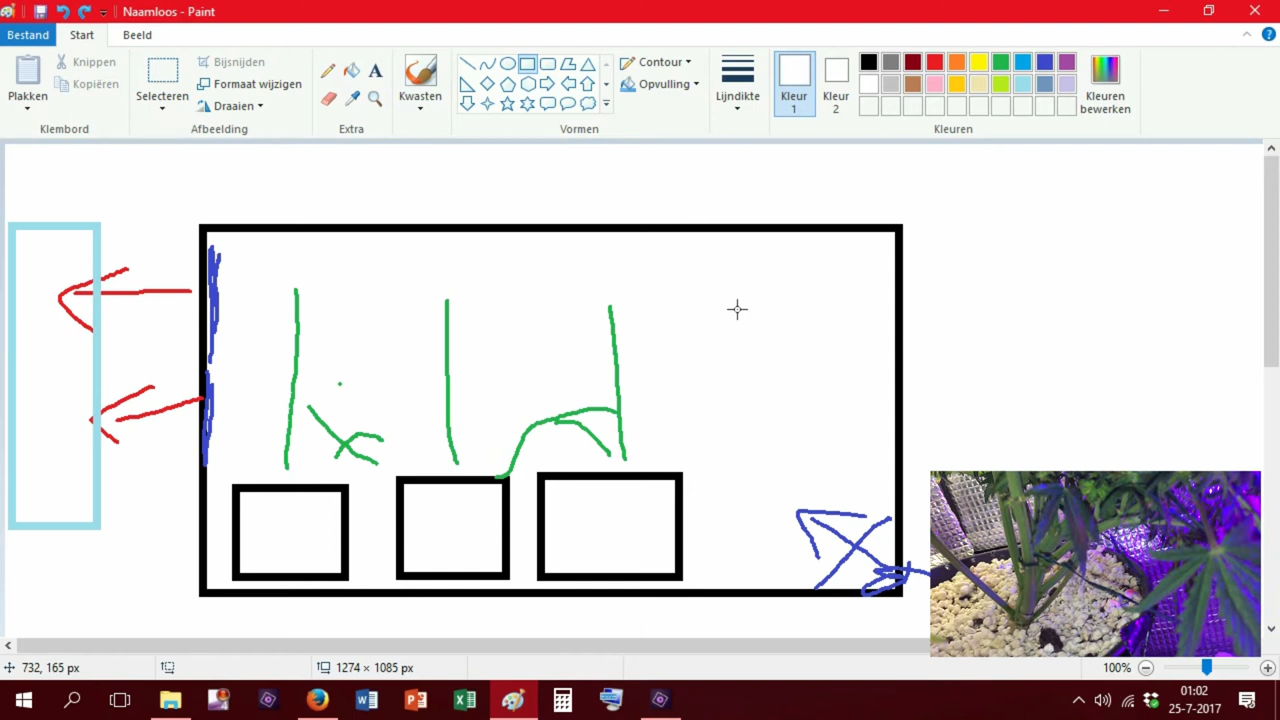 Naamloos - Paint
Bestand Start Beeld
Plakken
Knippen
Kopiëren
Klembord
Selecteren
Bijsnijden
Formaat wijzigen
Draaien
Afbeelding
A
Extra
Kwasten
Contour
Opvulling
Vormen
Lijndikte
Kleur
1
Kleur
2
Kleuren
bewerken
Kleuren
732, 165 px
1274 × 1085 px
100%
01:02
25-7-2017